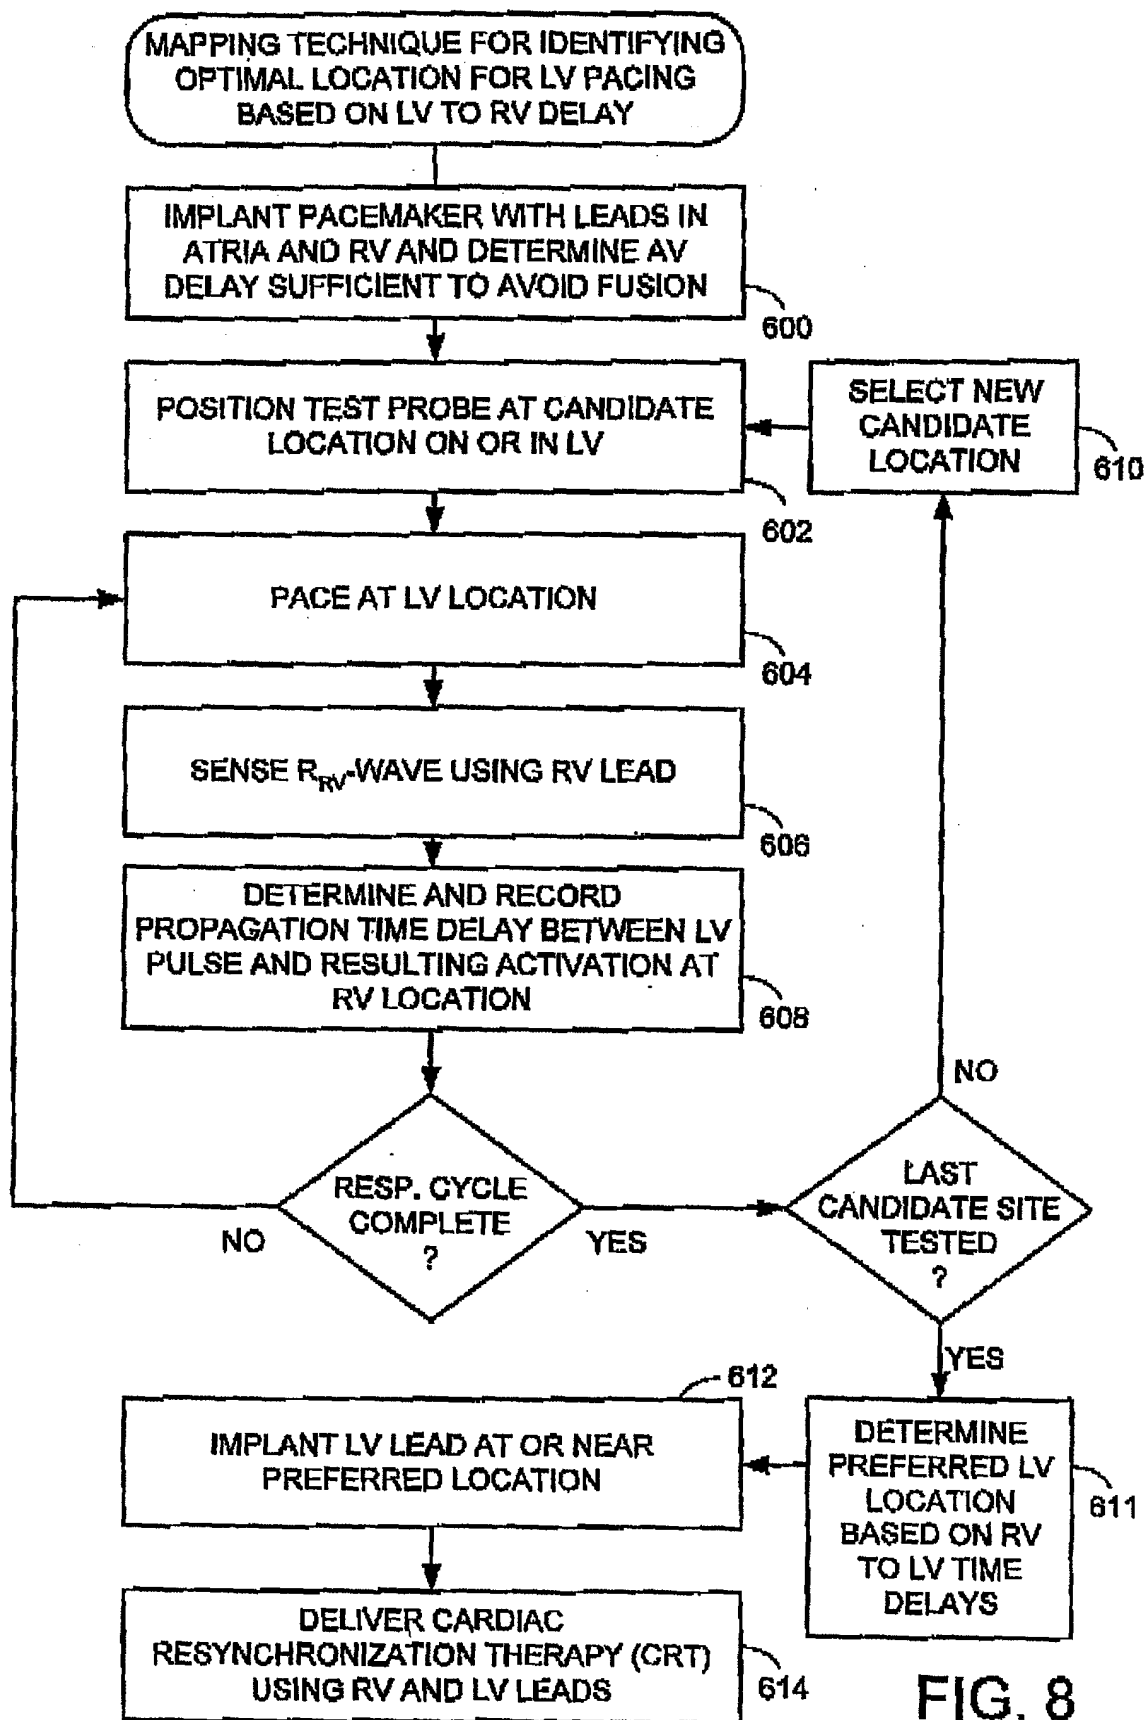 MAPPING TECHNIQUE FOR IDENTIFYING
OPTIMAL LOCATION FOR LV PACING
BASED ON LV TO RV DELAY
IMPLANT PACEMAKER WITH LEADS IN
ATRIA AND RV AND DETERMINE AV
DELAY SUFFICIENT TO AVOID FUSION
600
POSITION TEST PROBE AT CANDIDATE
LOCATION ON OR IN LV
602
SELECT NEW
CANDIDATE
LOCATION
610
PACE AT LV LOCATION
604
SENSE RRV-WAVE USING RV LEAD
606
DETERMINE AND RECORD
PROPAGATION TIME DELAY BETWEEN LV
PULSE AND RESULTING ACTIVATION AT
RV LOCATION
608
RESP. CYCLE
COMPLETE
?
NO
YES
LAST
CANDIDATE SITE
TESTED
?
NO
YES
DETERMINE
PREFERRED LV
LOCATION
BASED ON RV
TO LV TIME
DELAYS
611
612
IMPLANT LV LEAD AT OR NEAR
PREFERRED LOCATION
DELIVER CARDIAC
RESYNCHRONIZATION THERAPY (CRT)
USING RV AND LV LEADS
614
FIG. 8